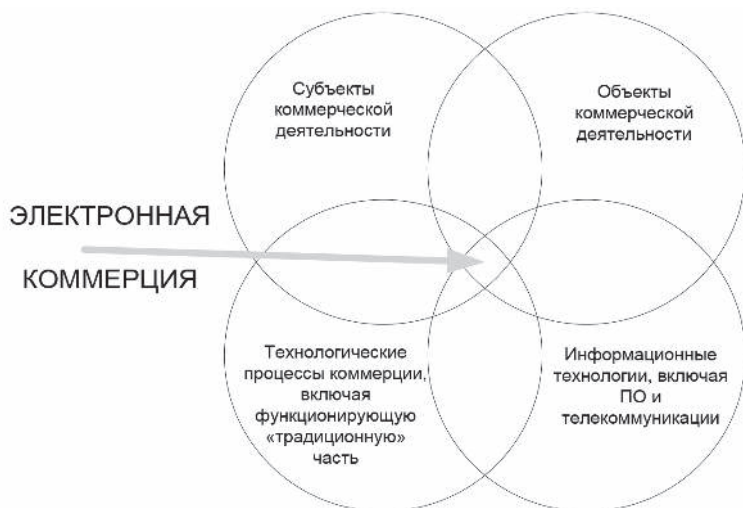 Субъекты
коммерческой
деятельности
Объекты
коммерческой
деятельности
ЭЛЕКТРОННАЯ
КОММЕРЦИЯ
Технологические
процессы коммерции,
включая
функционирующую
«традиционную»
часть
Информационные
технологии, включая
ПО и
телекоммуникации